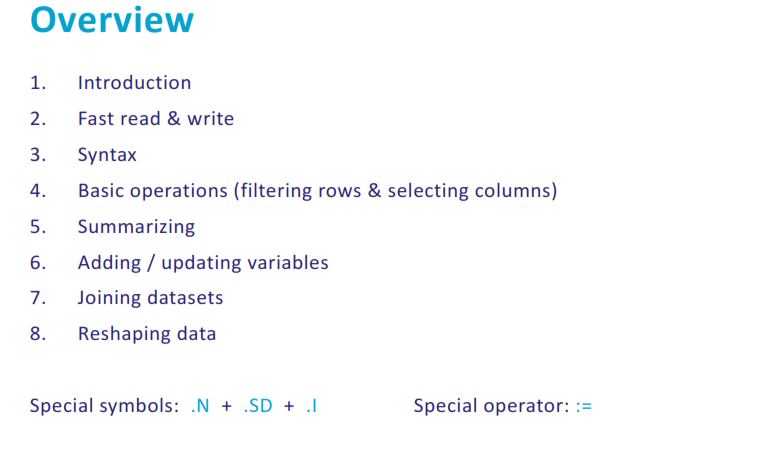 Overview
1. Introduction
2. Fast read & write
3. Syntax
4. Basic operations (filtering rows & selecting columns)
5. Summarizing
6. Adding / updating variables
7. Joining datasets
8. Reshaping data
Special symbols: .N + .SD + .I Special operator: :=